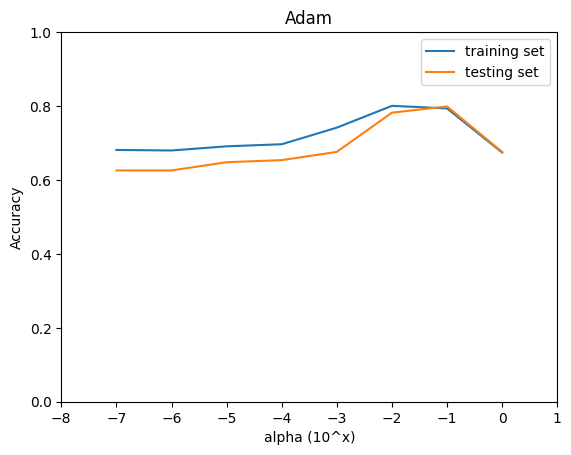 Adam
training set
testing set
1.0
0.8
0.6
0.4
0.2
0.0
Accuracy
−8 −7 −6 −5 −4 −3 −2 −1 0 1
alpha (10^x)